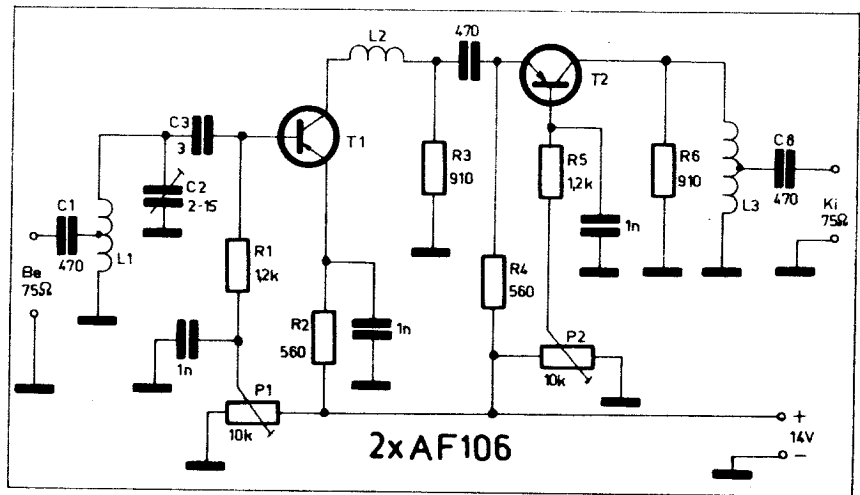 L2
470
T2
C3
3
T1
C2
2-15
C1
470
L1
Be
75Ω
R1
1,2k
R2
560
1n
1n
P1
10k
R3
910
R4
560
R5
1,2k
1n
R6
910
L3
C8
470
Ki
75Ω
P2
10k
2xAF106
+
14V
-